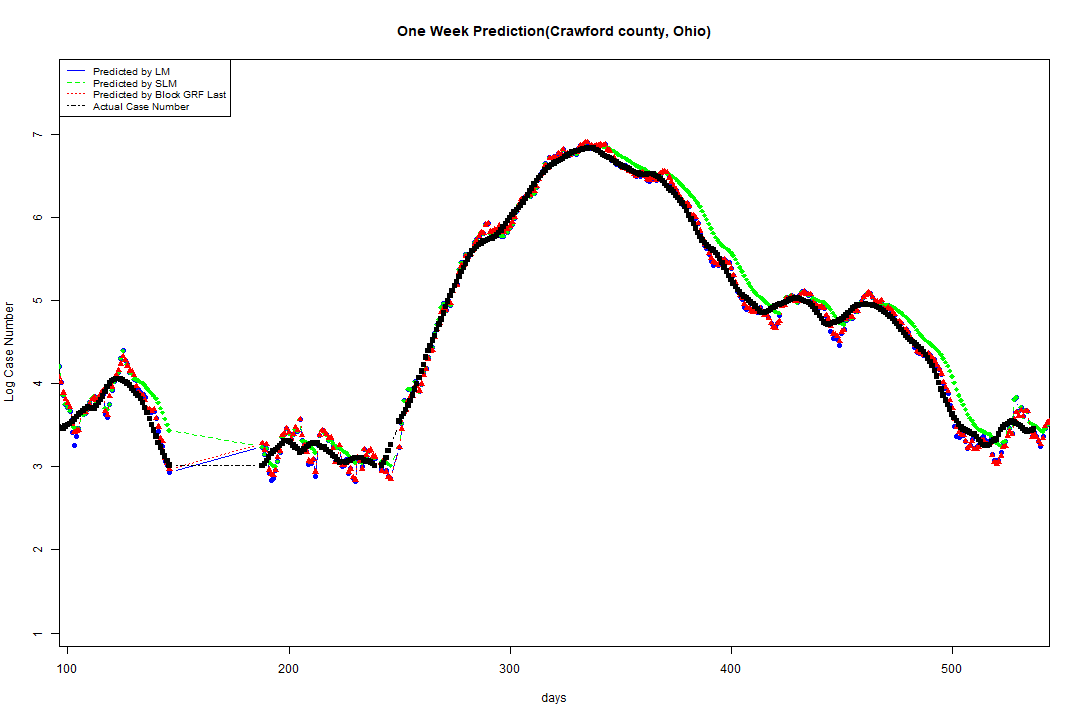 One Week Prediction(Crawford county, Ohio)
Predicted by LM
Predicted by SLM
Predicted by Block GRF Last
Actual Case Number
Log Case Number
7
6
5
4
3
2
1
100 200 300 400 500
days